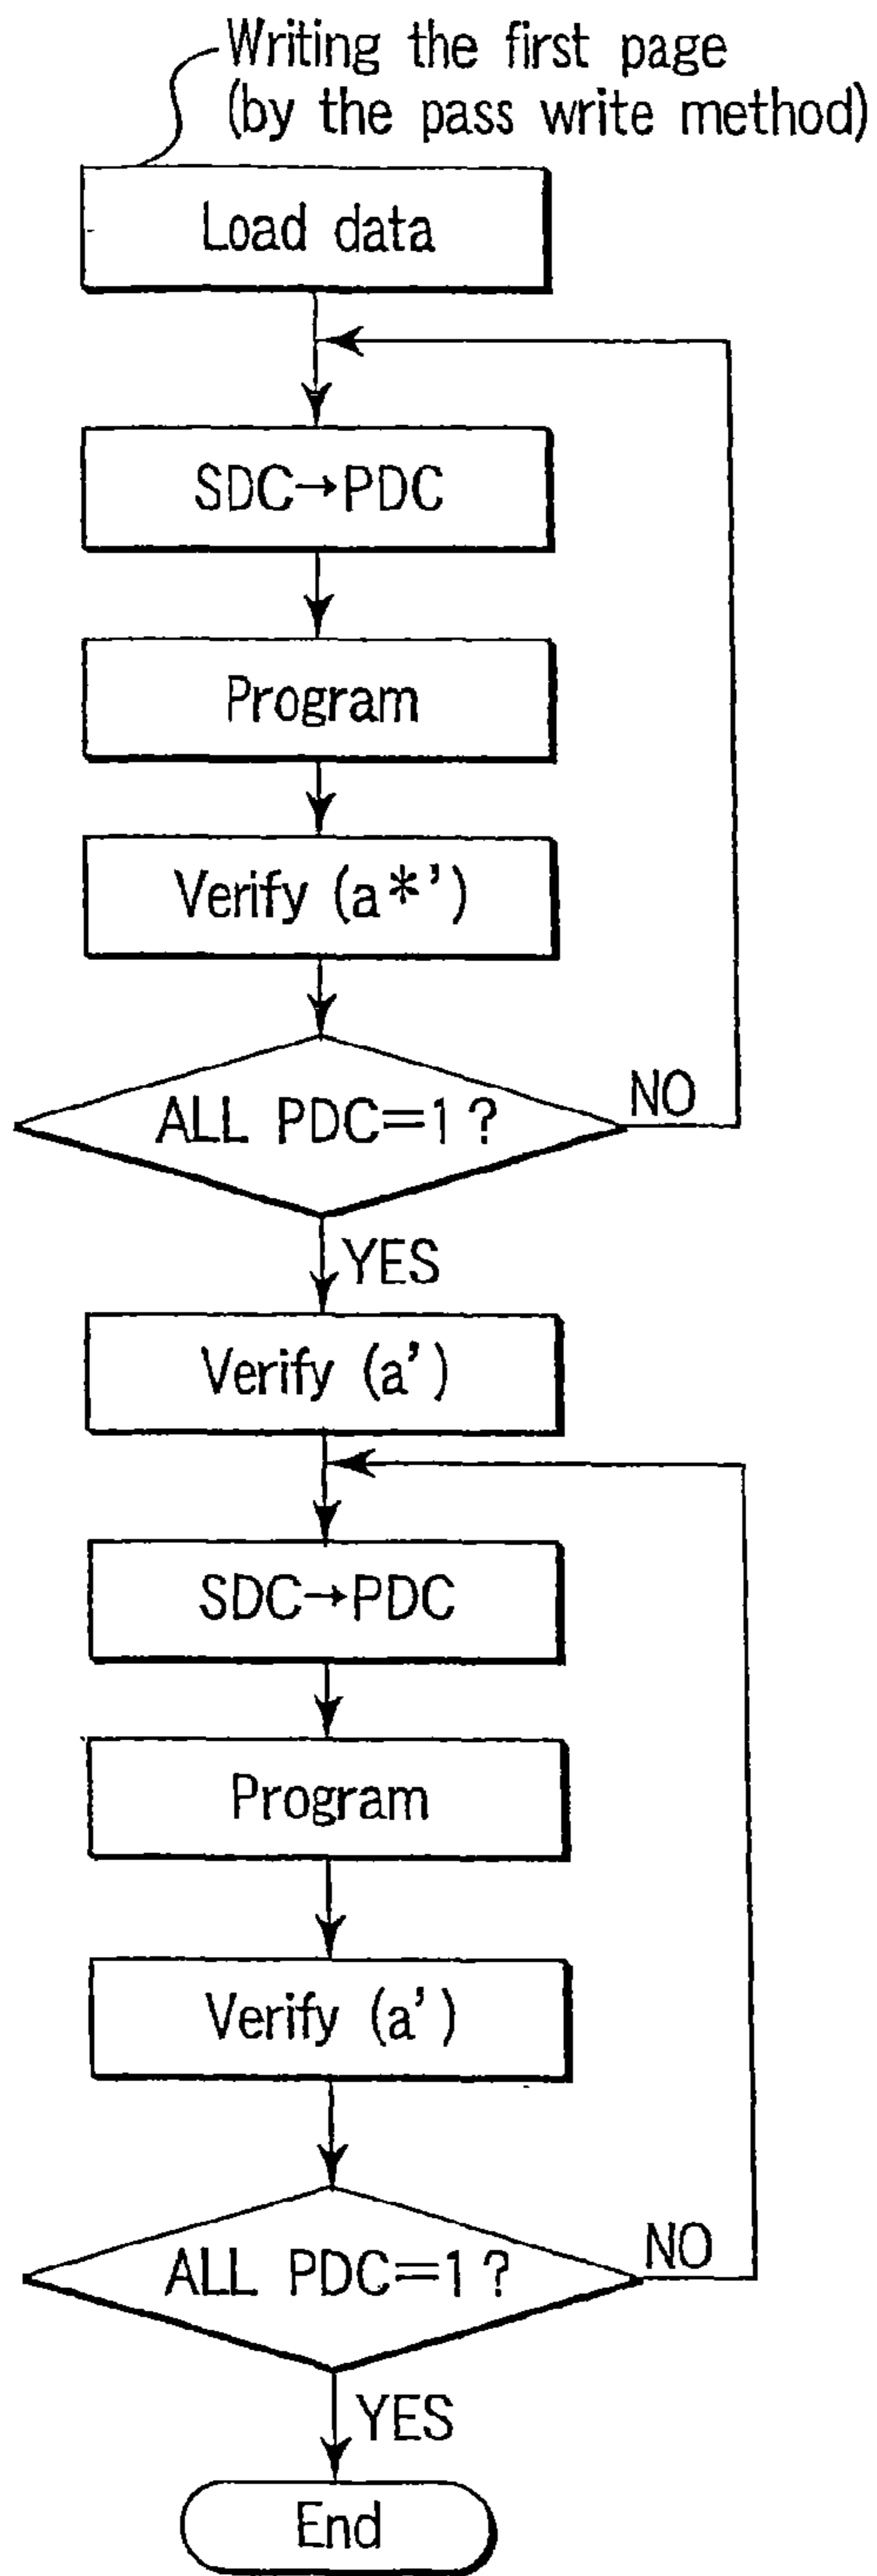 Writing the first page
(by the pass write method)
Load data
SDC→PDC
Program
Verify (a*')
ALL PDC=1?
NO
YES
Verify (a')
SDC→PDC
Program
Verify (a')
ALL PDC=1?
NO
YES
End